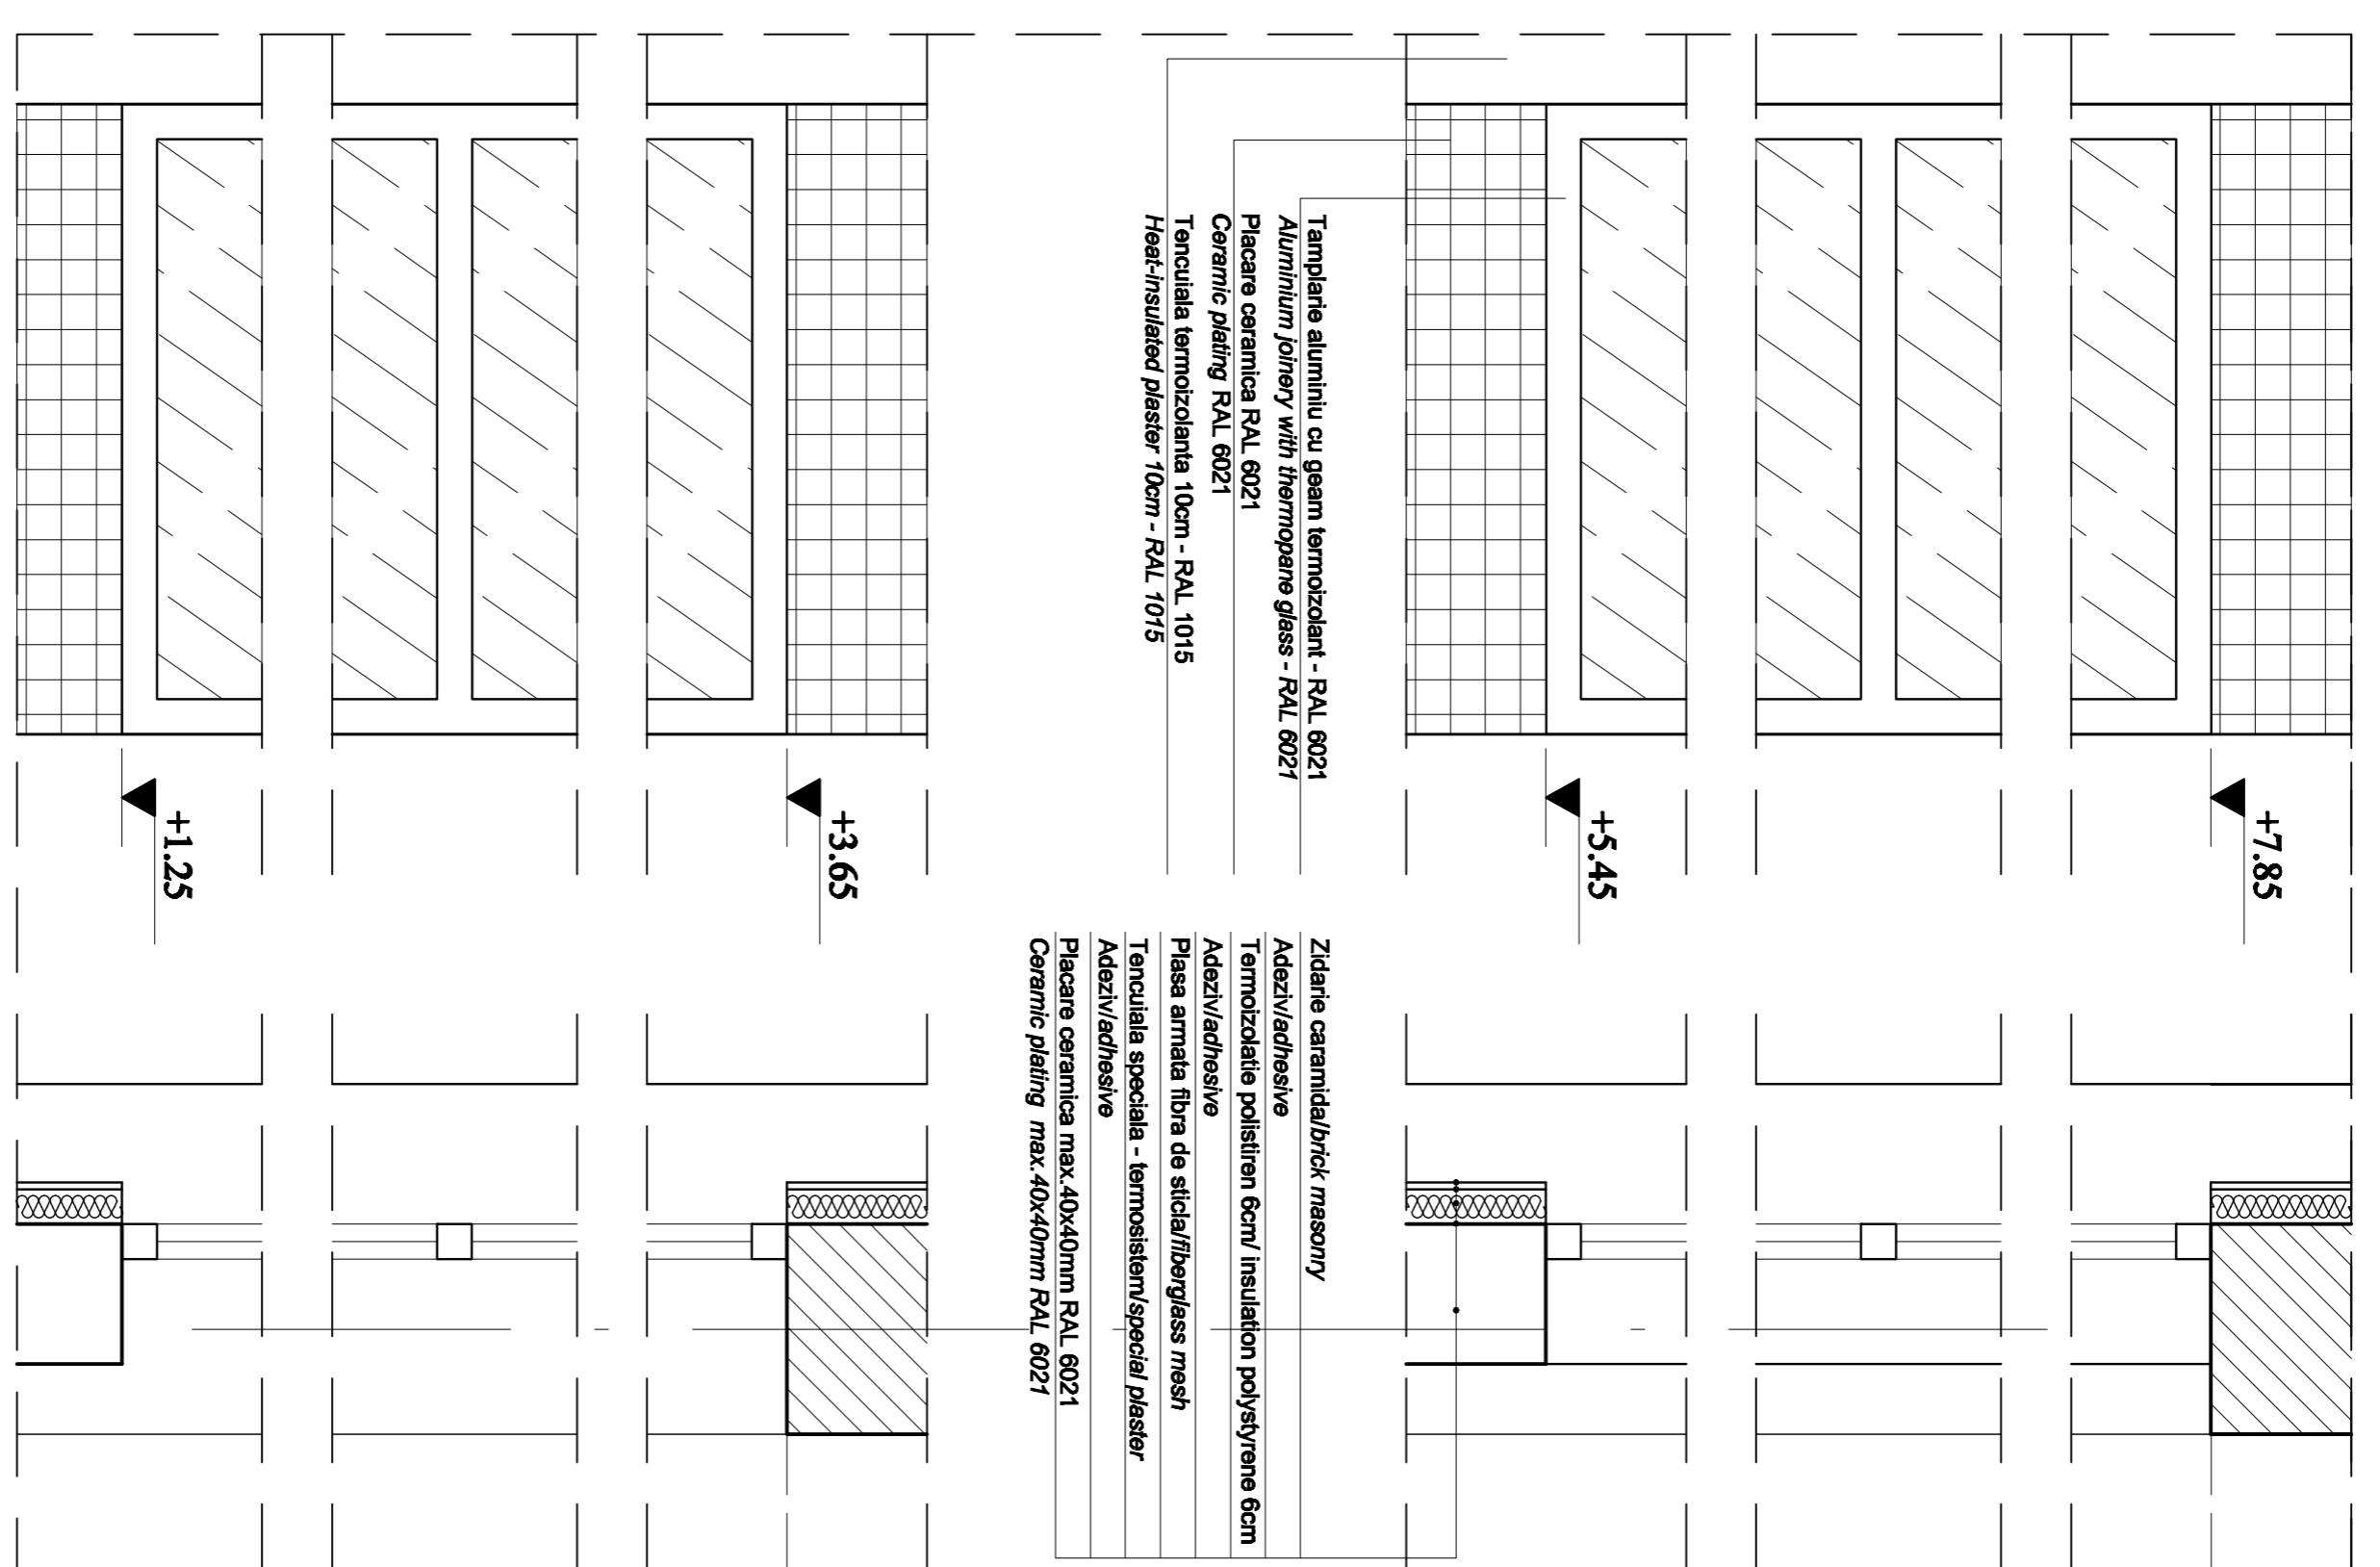 +7.85
+5.45
+3.65
+1.25
Tamplarie aluminiu cu geam termoizolant - RAL 6021
Aluminium joinery with thermopane glass - RAL 6021
Placare ceramica RAL 6021
Ceramic plating RAL 6021
Tencuiala termoizolanta 10cm - RAL 1015
Heat-insulated plaster 10cm - RAL 1015
Zidarie caramida/brick masonry
Adeziv/adhesive
Termoizolatie polistiren 6cm/ insulation polystyrene 6cm
Adeziv/adhesive
Plasa armata fibra de sticla/fiberglass mesh
Tencuiala speciala - termosistem/special plaster
Adeziv/adhesive
Placare ceramica max.40x40mm RAL 6021
Ceramic plating max.40x40mm RAL 6021